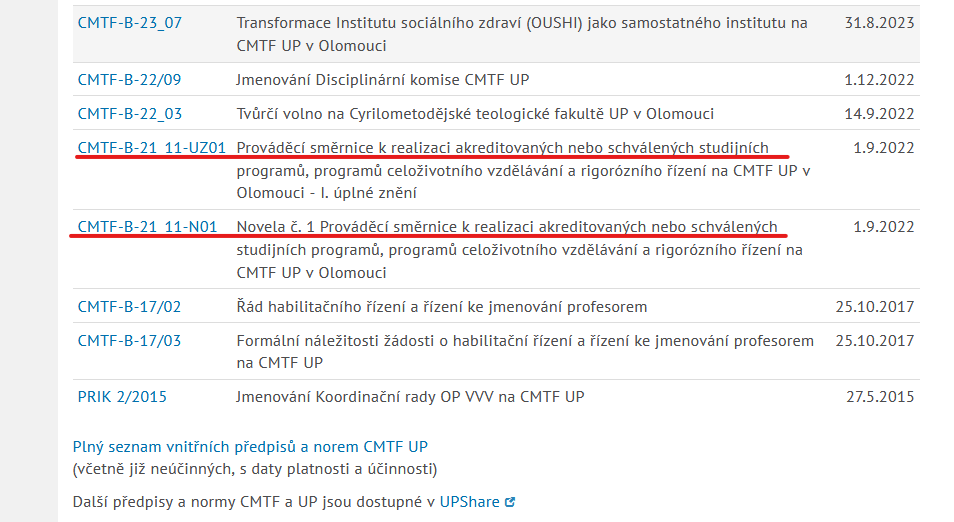 CMTF-B-23_07 Transformace Institutu sociálního zdraví (OUSHI) jako samostatného institutu na 31.8.2023
CMTF UP v Olomouci
CMTF-B-22/09 Jmenování Disciplinární komise CMTF UP 1.12.2022
CMTF-B-22_03 Tvůrčí volno na Cyrilometodějské teologické fakultě UP v Olomouci 14.9.2022
CMTF-B-21_11-UZ01 Prováděcí směrnice k realizaci akreditovaných nebo schválených studijních 1.9.2022
programů, programů celoživotního vzdělávání a rigorózního řízení na CMTF UP v
Olomouci - I. úplné znění
CMTF-B-21_11-N01 Novela č. 1 Prováděcí směrnice k realizaci akreditovaných nebo schválených 1.9.2022
studijních programů, programů celoživotního vzdělávání a rigorózního řízení na
CMTF UP v Olomouci
CMTF-B-17/02 Řád habilitačního řízení a řízení ke jmenování profesorem 25.10.2017
CMTF-B-17/03 Formální náležitosti žádosti o habilitační řízení a řízení ke jmenování profesorem 25.10.2017
na CMTF UP
PRIK 2/2015 Jmenování Koordinační rady OP VVV na CMTF UP 27.5.2015
Plný seznam vnitřních předpisů a norem CMTF UP
(včetně již neúčinných, s daty platnosti a účinnosti)
Další předpisy a normy CMTF a UP jsou dostupné v UPShare